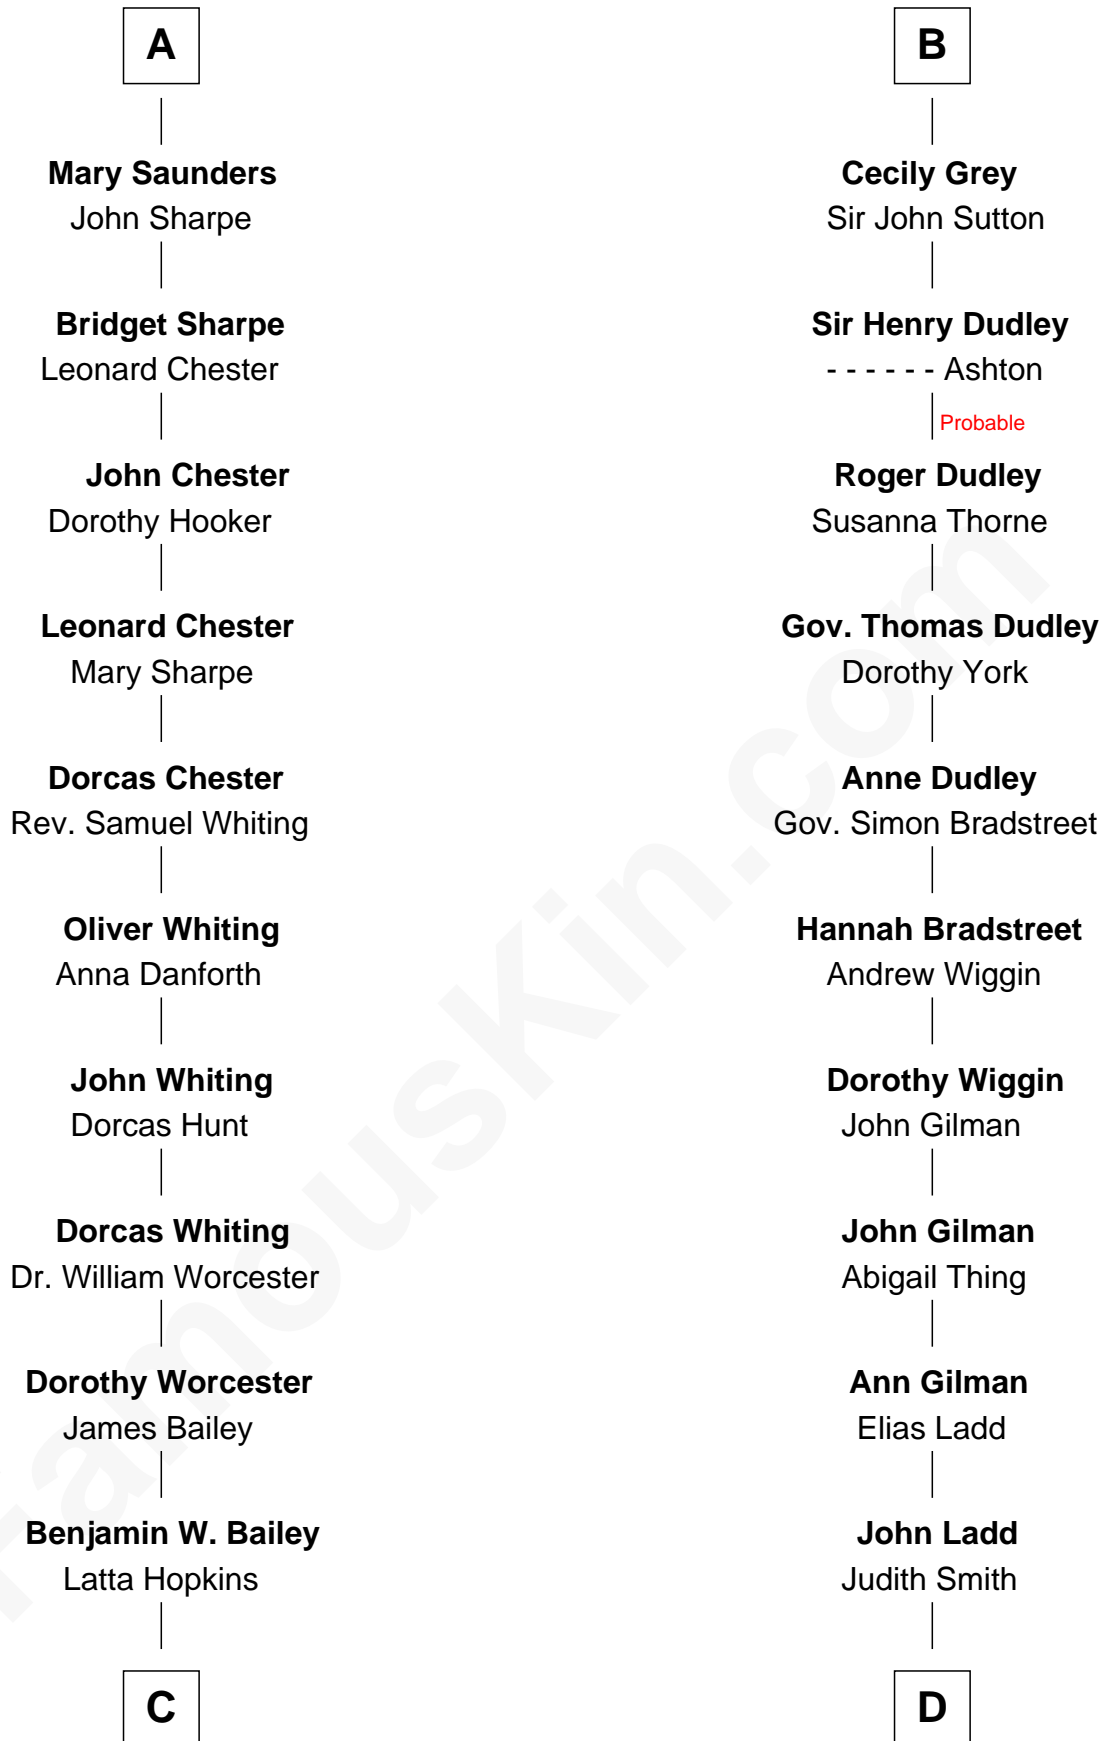 A
Mary Saunders
John Sharpe
Bridget Sharpe
Leonard Chester
John Chester
Dorothy Hooker
Leonard Chester
Mary Sharpe
Dorcas Chester
Rev. Samuel Whiting
Oliver Whiting
Anna Danforth
John Whiting
Dorcas Hunt
Dorcas Whiting
Dr. William Worcester
Dorothy Worcester
James Bailey
Benjamin W. Bailey
Latta Hopkins
C
B
Cecily Grey
Sir John Sutton
Sir Henry Dudley
- - - - - - Ashton
Probable
Roger Dudley
Susanna Thorne
Gov. Thomas Dudley
Dorothy York
Anne Dudley
Gov. Simon Bradstreet
Hannah Bradstreet
Andrew Wiggin
Dorothy Wiggin
John Gilman
John Gilman
Abigail Thing
Ann Gilman
Elias Ladd
John Ladd
Judith Smith
D
FamousKin.com